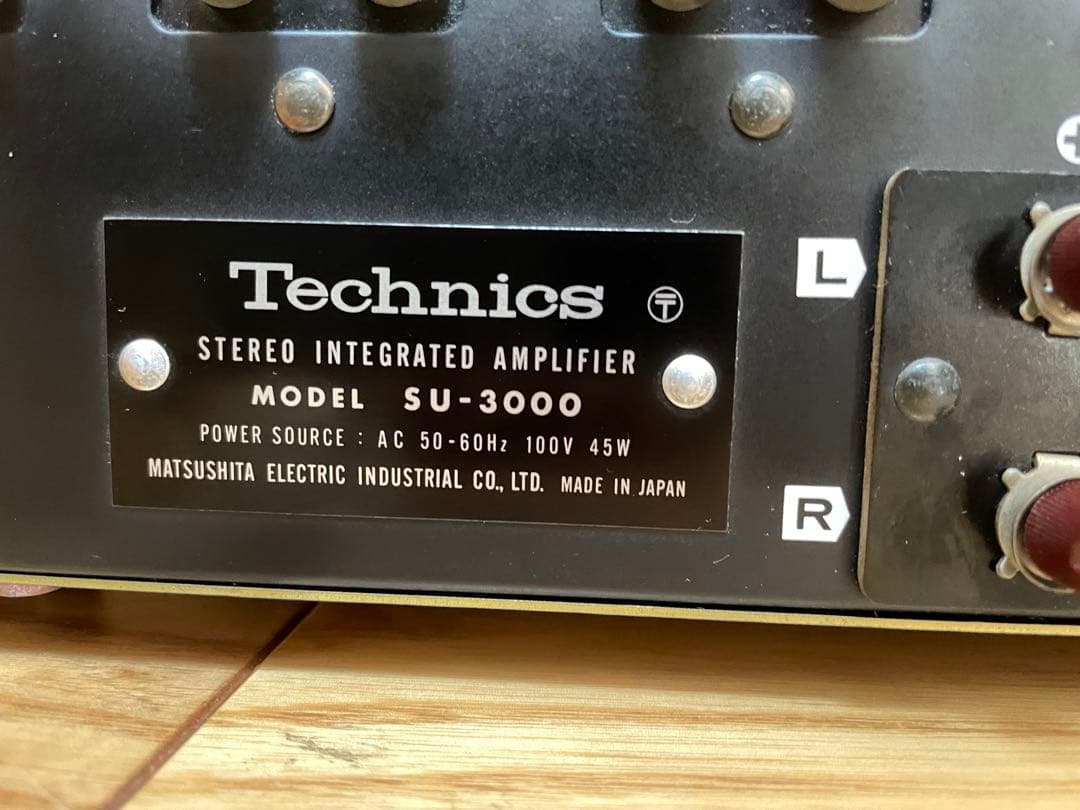 Technics 〒
STEREO INTEGRATED AMPLIFIER
MODEL SU-3000
POWER SOURCE : AC 50-60Hz 100V 45W
MATSUSHITA ELECTRIC INDUSTRIAL CO., LTD. MADE IN JAPAN
+
L
R